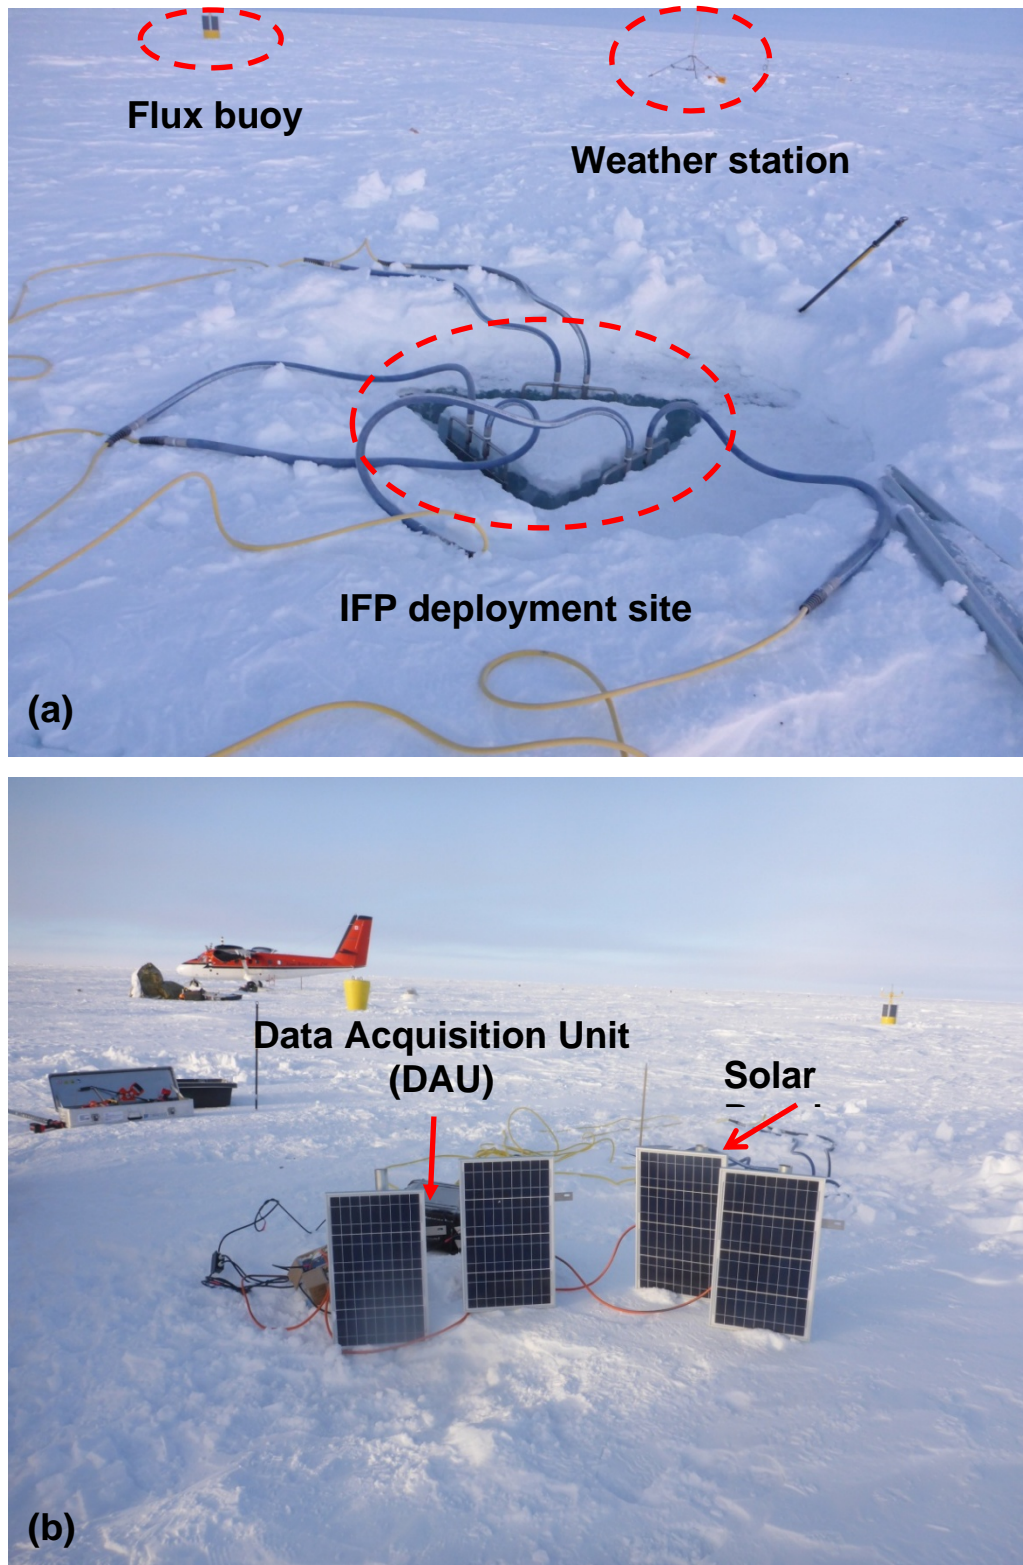 Flux buoy
Weather station
IFP deployment site
(a)
Data Acquisition Unit
(DAU)
Solar
(b)